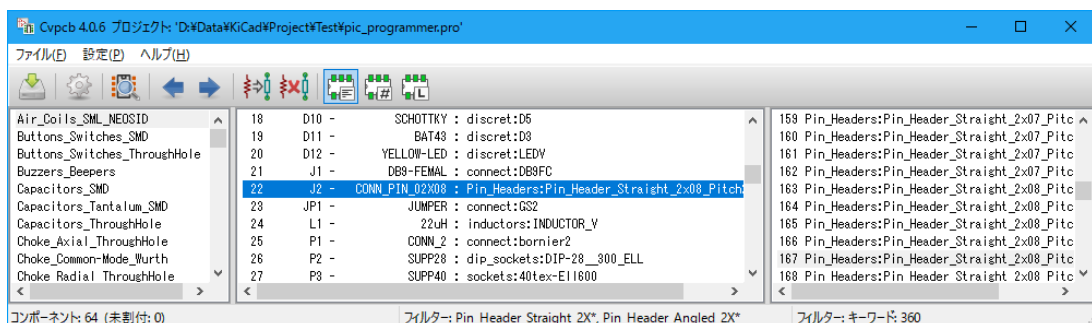 Cvpcb 4.0.6 プロジェクト: 'D:¥Data¥KiCad¥Project¥Test¥pic_programmer.pro'
ファイル(F) 設定(P) ヘルプ(H)
Air_Coils_SML_NEOSID
Buttons_Switches_SMD
Buttons_Switches_ThroughHole
Buzzers_Beepers
Capacitors_SMD
Capacitors_Tantalum_SMD
Capacitors_ThroughHole
Choke_Axial_ThroughHole
Choke_Common-Mode_Wurth
Choke_Radial_ThroughHole
18 D10 - SCHOTTKY : discret:D5
19 D11 - BAT43 : discret:D3
20 D12 - YELLOW-LED : discret:LEDV
21 J1 - DB9-FEMAL : connect:DB9FC
22 J2 - CONN_PIN_02X08 : Pin_Headers:Pin_Header_Straight_2x08_Pitch2
23 JP1 - JUMPER : connect:GS2
24 L1 - 22uH : inductors:INDUCTOR_V
25 P1 - CONN_2 : connect:bornier2
26 P2 - SUPP28 : dip_sockets:DIP-28__300_ELL
27 P3 - SUPP40 : sockets:40tex-Ell600
159 Pin_Headers:Pin_Header_Straight_2x07_Pitc
160 Pin_Headers:Pin_Header_Straight_2x07_Pitc
161 Pin_Headers:Pin_Header_Straight_2x07_Pitc
162 Pin_Headers:Pin_Header_Straight_2x07_Pitc
163 Pin_Headers:Pin_Header_Straight_2x08_Pitc
164 Pin_Headers:Pin_Header_Straight_2x08_Pitc
165 Pin_Headers:Pin_Header_Straight_2x08_Pitc
166 Pin_Headers:Pin_Header_Straight_2x08_Pitc
167 Pin_Headers:Pin_Header_Straight_2x08_Pitc
168 Pin_Headers:Pin_Header_Straight_2x08_Pitc
コンポーネント: 64 (未割付: 0)
フィルター: Pin_Header_Straight_2X*, Pin_Header_Angled_2X*
フィルター: キーワード: 360